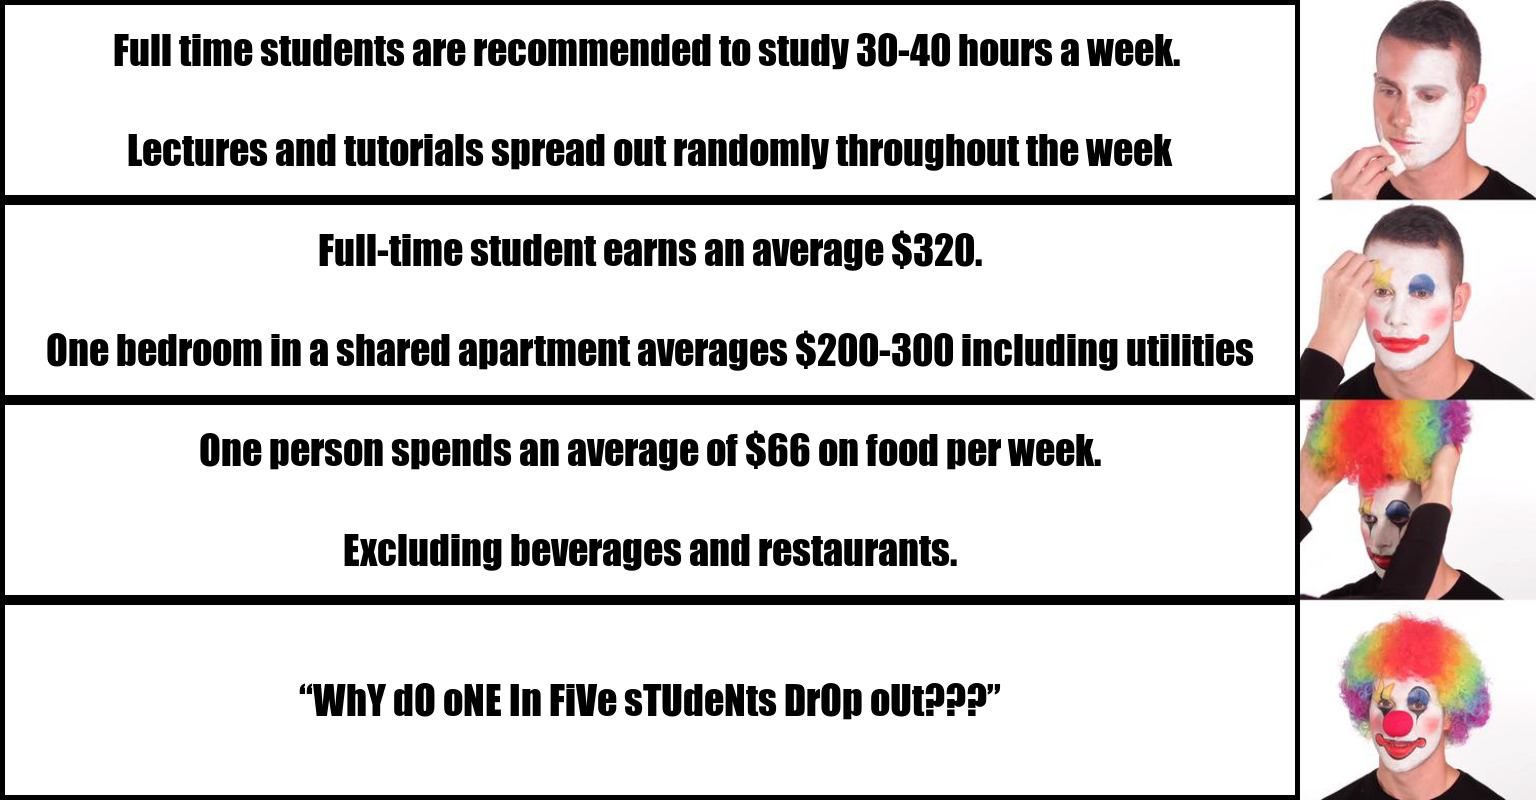 Full time students are recommended to study 30-40 hours a week.
Lectures and tutorials spread out randomly throughout the week
Full-time student earns an average $320.
One bedroom in a shared apartment averages $200-300 including utilities
One person spends an average of $66 on food per week.
Excluding beverages and restaurants.
“WhY dO oNE In FiVe sTUdeNts DrOp oUt???”